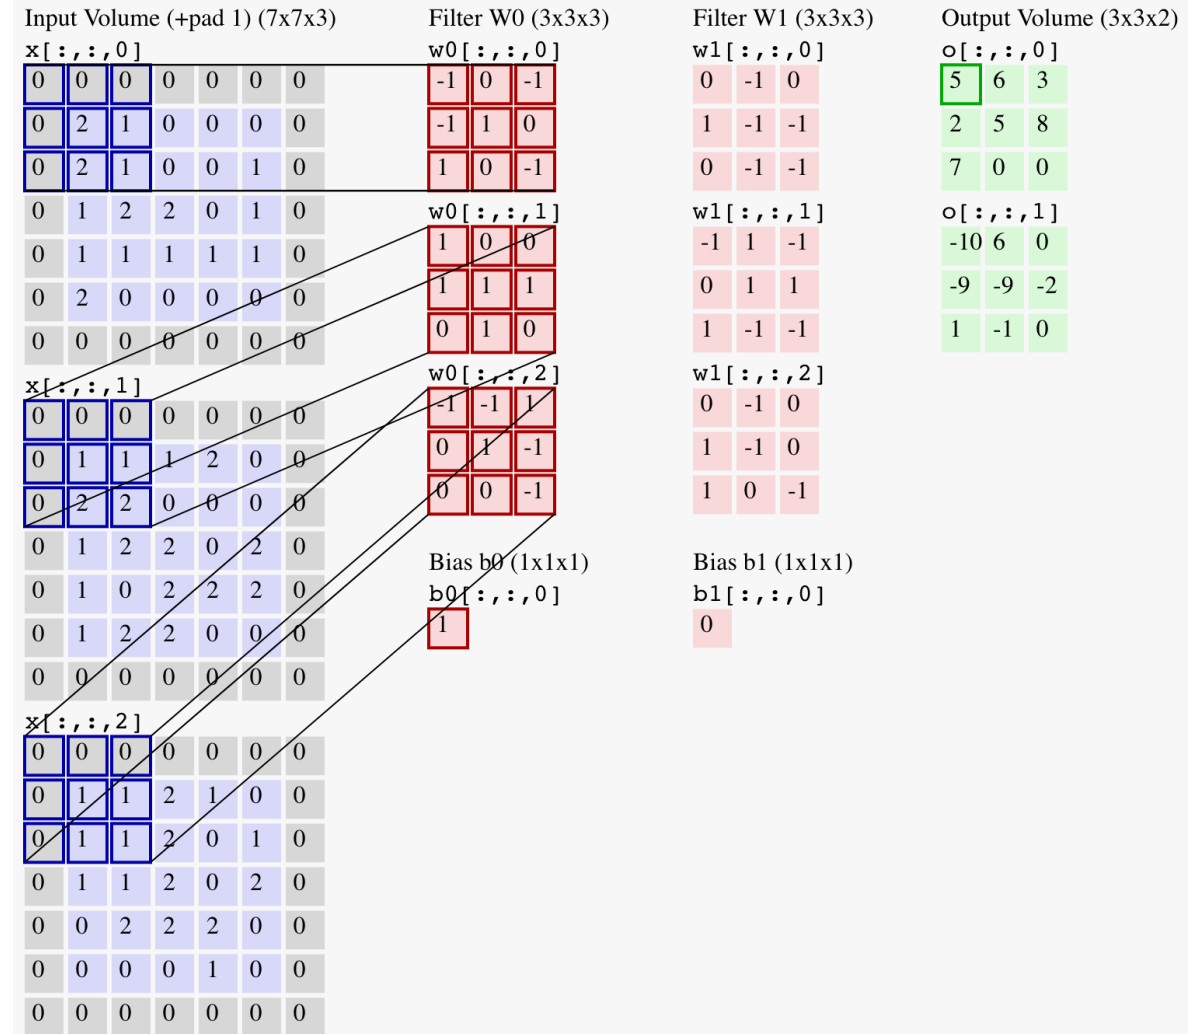 Input Volume (+pad 1) (7x7x3)
x[:,:,0]
0 0 0 0 0 0 0
0 2 1 0 0 0 0
0 2 1 0 0 1 0
0 1 2 2 0 1 0
0 1 1 1 1 1 0
0 2 0 0 0 0 0
0 0 0 0 0 0 0
x[:,:,1]
0 0 0 0 0 0 0
0 1 1 1 2 0 0
0 2 2 0 0 0 0
0 1 2 2 0 2 0
0 1 0 2 2 2 0
0 1 2 2 0 0 0
0 0 0 0 0 0 0
x[:,:,2]
0 0 0 0 0 0 0
0 1 1 2 1 0 0
0 1 1 2 0 1 0
0 1 1 2 0 2 0
0 0 2 2 2 0 0
0 0 0 0 1 0 0
0 0 0 0 0 0 0
Filter W0 (3x3x3)
w0[:,:,0]
-1 0 -1
-1 1 0
1 0 -1
w0[:,:,1]
1 0 0
1 1 1
0 1 0
w0[:,:,2]
-1 -1 1
0 1 -1
0 0 -1
Bias b0 (1x1x1)
b0[:,:,0]
1
Filter W1 (3x3x3)
w1[:,:,0]
0 -1 0
1 -1 -1
0 -1 -1
w1[:,:,1]
-1 1 -1
0 1 1
1 -1 -1
w1[:,:,2]
0 -1 0
1 -1 0
1 0 -1
Bias b1 (1x1x1)
b1[:,:,0]
0
Output Volume (3x3x2)
o[:,:,0]
5 6 3
2 5 8
7 0 0
o[:,:,1]
-10 6 0
-9 -9 -2
1 -1 0